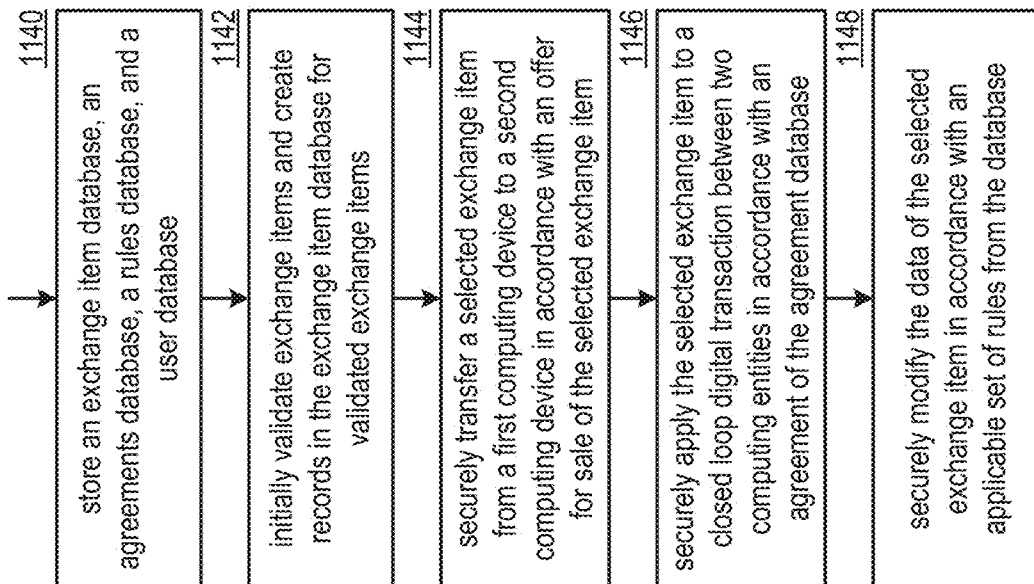 1140
store an exchange item database, an
agreements database, a rules database, and a
user database
1142
initially validate exchange items and create
records in the exchange item database for
validated exchange items
1144
securely transfer a selected exchange item
from a first computing device to a second
computing device in accordance with an offer
for sale of the selected exchange item
1146
securely apply the selected exchange item to a
closed loop digital transaction between two
computing entities in accordance with an
agreement of the agreement database
1148
securely modify the data of the selected
exchange item in accordance with an
applicable set of rules from the database